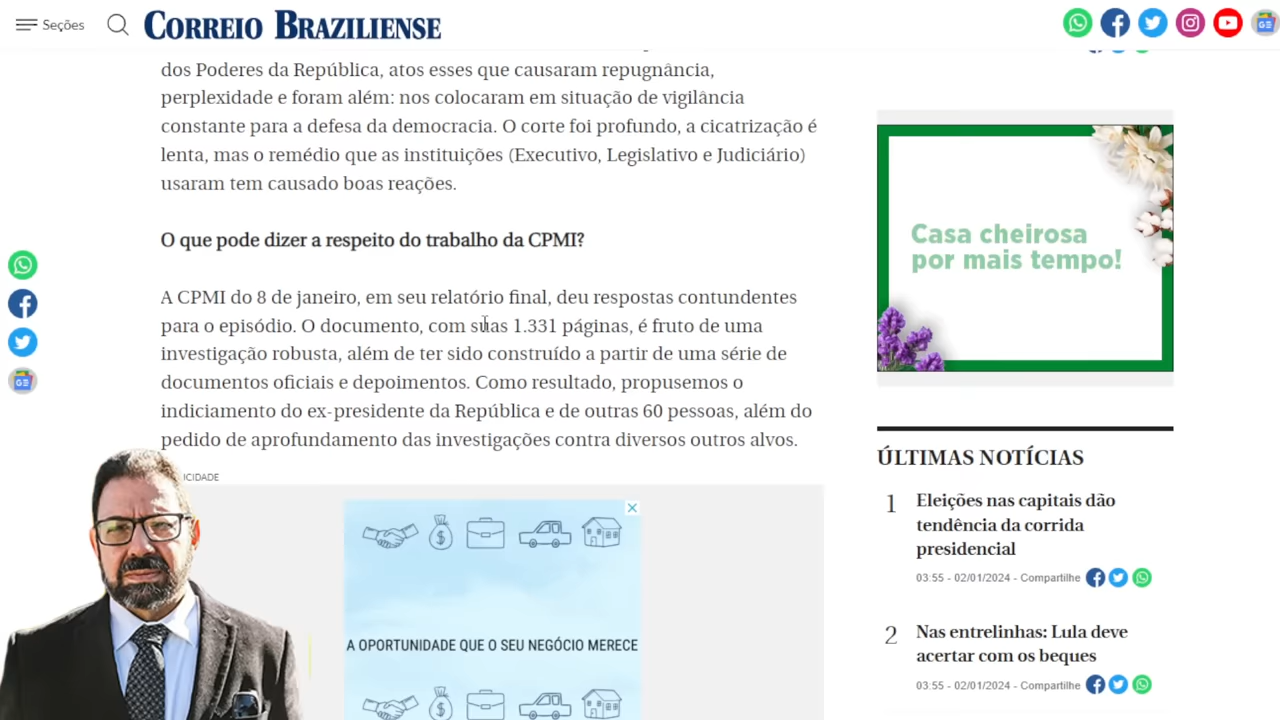 Seções
CORREIO BRAZILIENSE
dos Poderes da República, atos esses que causaram repugnância,
perplexidade e foram além: nos colocaram em situação de vigilância
constante para a defesa da democracia. O corte foi profundo, a cicatrização é
lenta, mas o remédio que as instituições (Executivo, Legislativo e Judiciário)
usaram tem causado boas reações.
O que pode dizer a respeito do trabalho da CPMI?
A CPMI do 8 de janeiro, em seu relatório final, deu respostas contundentes
para o episódio. O documento, com suas 1.331 páginas, é fruto de uma
investigação robusta, além de ter sido construído a partir de uma série de
documentos oficiais e depoimentos. Como resultado, propusemos o
indiciamento do ex-presidente da República e de outras 60 pessoas, além do
pedido de aprofundamento das investigações contra diversos outros alvos.
ICIDADE
A OPORTUNIDADE QUE O SEU NEGÓCIO MERECE
Casa cheirosa
por mais tempo!
ÚLTIMAS NOTÍCIAS
1
Eleições nas capitais dão
tendência da corrida
presidencial
03:55 - 02/01/2024 - Compartilhe
2
Nas entrelinhas: Lula deve
acertar com os beques
03:55 - 02/01/2024 - Compartilhe